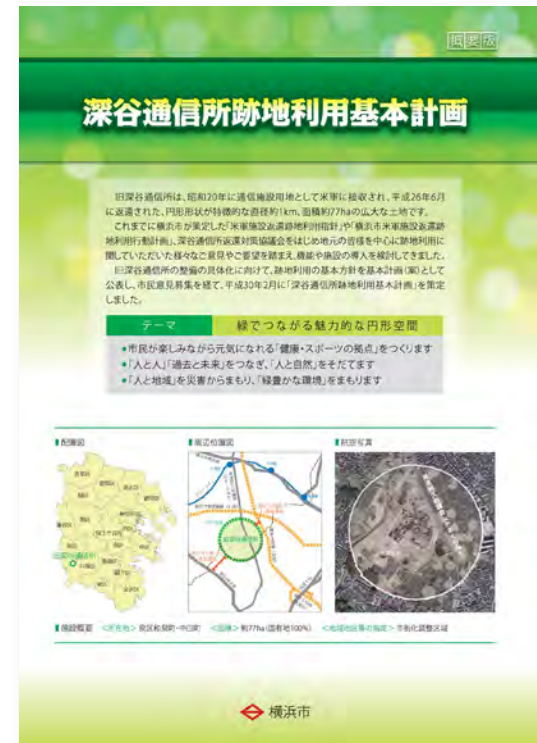 概要版
深谷通信所跡地利用基本計画
旧深谷通信所は、昭和20年に通信施設用地として米軍に接収され、平成26年6月
に返還された、円形形状が特徴的な直径約1km、面積約77haの広大な土地です。
これまでに横浜市が策定した「米軍施設返還跡地利用指針」や「横浜市米軍施設返還跡
地利用行動計画」、深谷通信所返還対策協議会をはじめ地元の皆様を中心に跡地利用に
関していただいた様々なご意見やご要望を踏まえ、機能や施設の導入を検討してきました。
旧深谷通信所の整備の具体化に向けて、跡地利用の基本方針を基本計画(案)として
公表し、市民意見募集を経て、平成30年2月に「深谷通信所跡地利用基本計画」を策定
しました。
テーマ 緑でつながる魅力的な円形空間
●市民が楽しみながら元気になれる「健康・スポーツの拠点」をつくります
●「人と人」「過去と未来」をつなぎ、「人と自然」をそだてます
●「人と地域」を災害からまもり、「緑豊かな環境」をまもります
配置図 周辺位置図 航空写真
施設概要 <所在地> 泉区和泉町・中田町 <面積> 約77ha(国有地100%) <地域地区等の指定> 市街化調整区域
横浜市